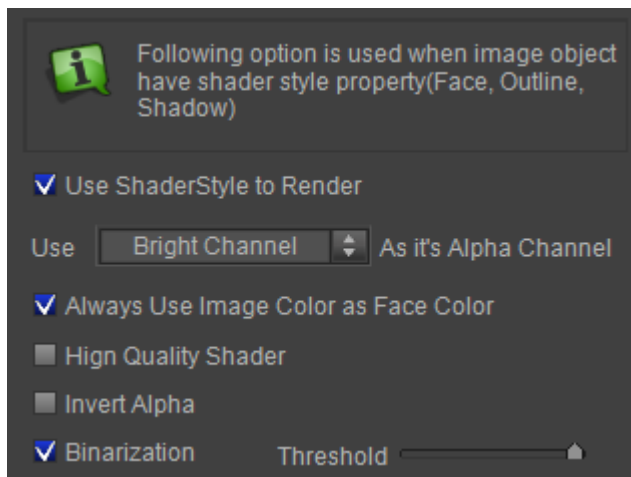 Following option is used when image object
have shader style property(Face, Outline,
Shadow)
Use ShaderStyle to Render
Use Bright Channel As it's Alpha Channel
Always Use Image Color as Face Color
Hign Quality Shader
Invert Alpha
Binarization Threshold